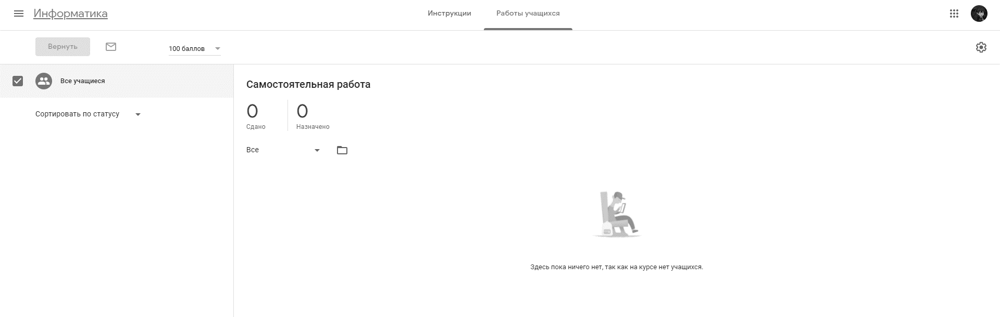 Информатика
Инструкции
Работы учащихся
Вернуть
100 баллов
Все учащиеся
Сортировать по статусу
Самостоятельная работа
0
0
Сдано
Назначено
Все
Здесь пока ничего нет, так как на курсе нет учащихся.